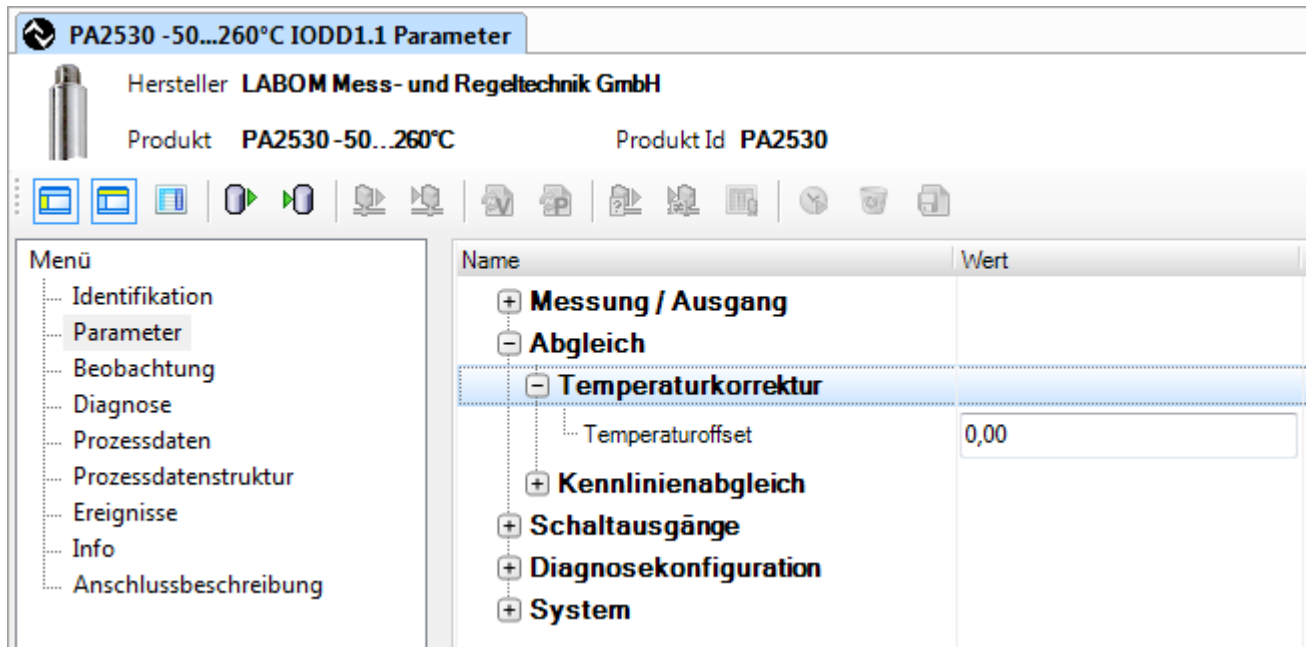 PA2530 -50...260°C IODD1.1 Parameter
Hersteller LABOM Mess- und Regeltechnik GmbH
Produkt PA2530 -50...260°C Produkt Id PA2530
V P ?
Menü
Identifikation
Parameter
Beobachtung
Diagnose
Prozessdaten
Prozessdatenstruktur
Ereignisse
Info
Anschlussbeschreibung
Name Wert
Messung / Ausgang
Abgleich
Temperaturkorrektur
Temperaturoffset 0,00
Kennlinienabgleich
Schaltausgänge
Diagnosekonfiguration
System